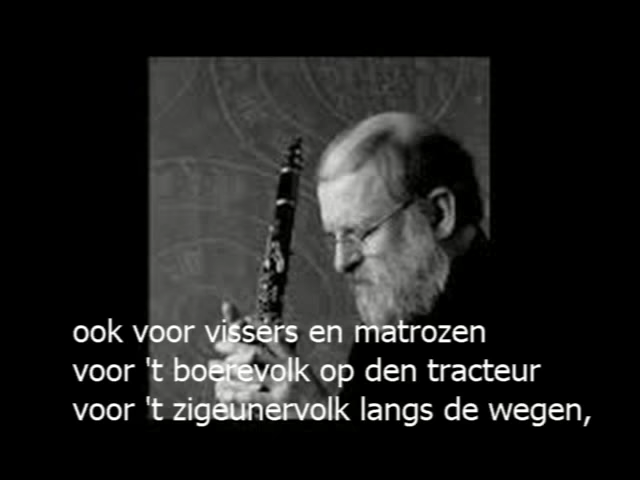 ook voor vissers en matrozen
voor 't boerevolk op den tracteur
voor 't zigeunervolk langs de wegen,